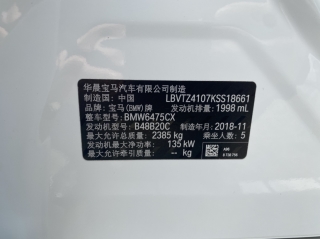 华晨宝马汽车有限公司制造
制造国：中国 LBVTZ4107KSS18661
品牌：宝马(BMW)牌 发动机排量：1998 mL
整车型号：BMW6475CX
发动机型号：B48B20C 制造年月：2018-11
最大允许总质量：2385 kg 乘坐人数：5
发动机最大净功率：135 kW
最大允许牵引质量：-- kg